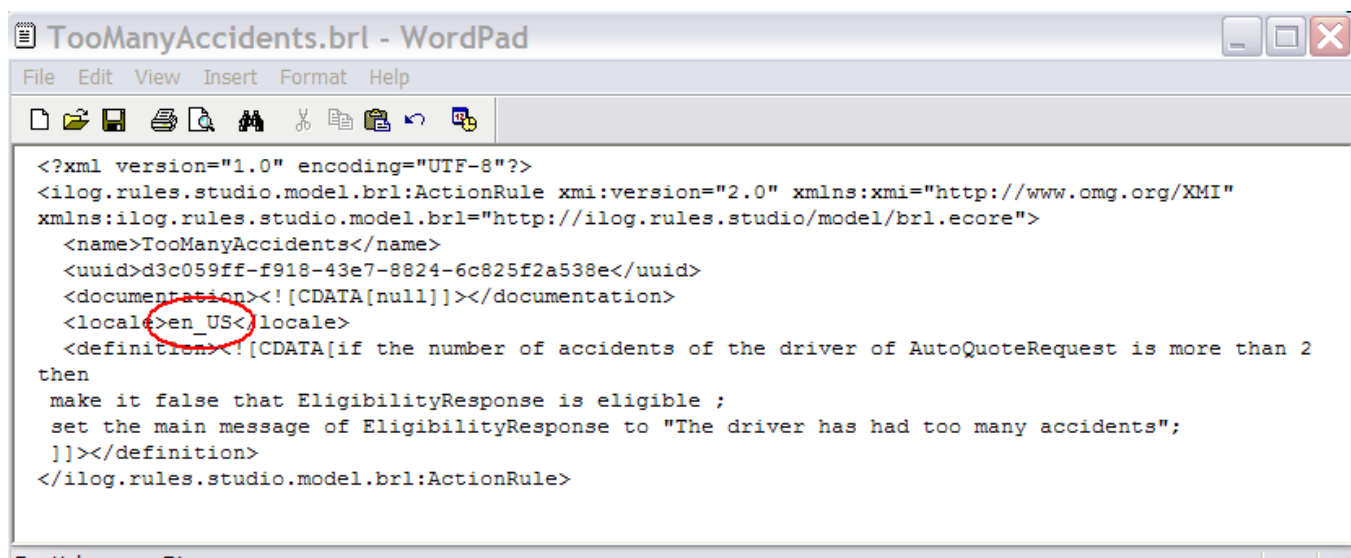 TooManyAccidents.brl - WordPad
File Edit View Insert Format Help
<?xml version="1.0" encoding="UTF-8"?>
<ilog.rules.studio.model.brl:ActionRule xmi:version="2.0" xmlns:xmi="http://www.omg.org/XMI"
xmlns:ilog.rules.studio.model.brl="http://ilog.rules.studio/model/brl.ecore">
  <name>TooManyAccidents</name>
  <uuid>d3c059ff-f918-43e7-8824-6c825f2a538e</uuid>
  <documentation><![CDATA[null]]></documentation>
  <locale>en_US</locale>
  <definition><![CDATA[if the number of accidents of the driver of AutoQuoteRequest is more than 2
then
 make it false that EligibilityResponse is eligible ;
 set the main message of EligibilityResponse to "The driver has had too many accidents";
 ]]></definition>
</ilog.rules.studio.model.brl:ActionRule>